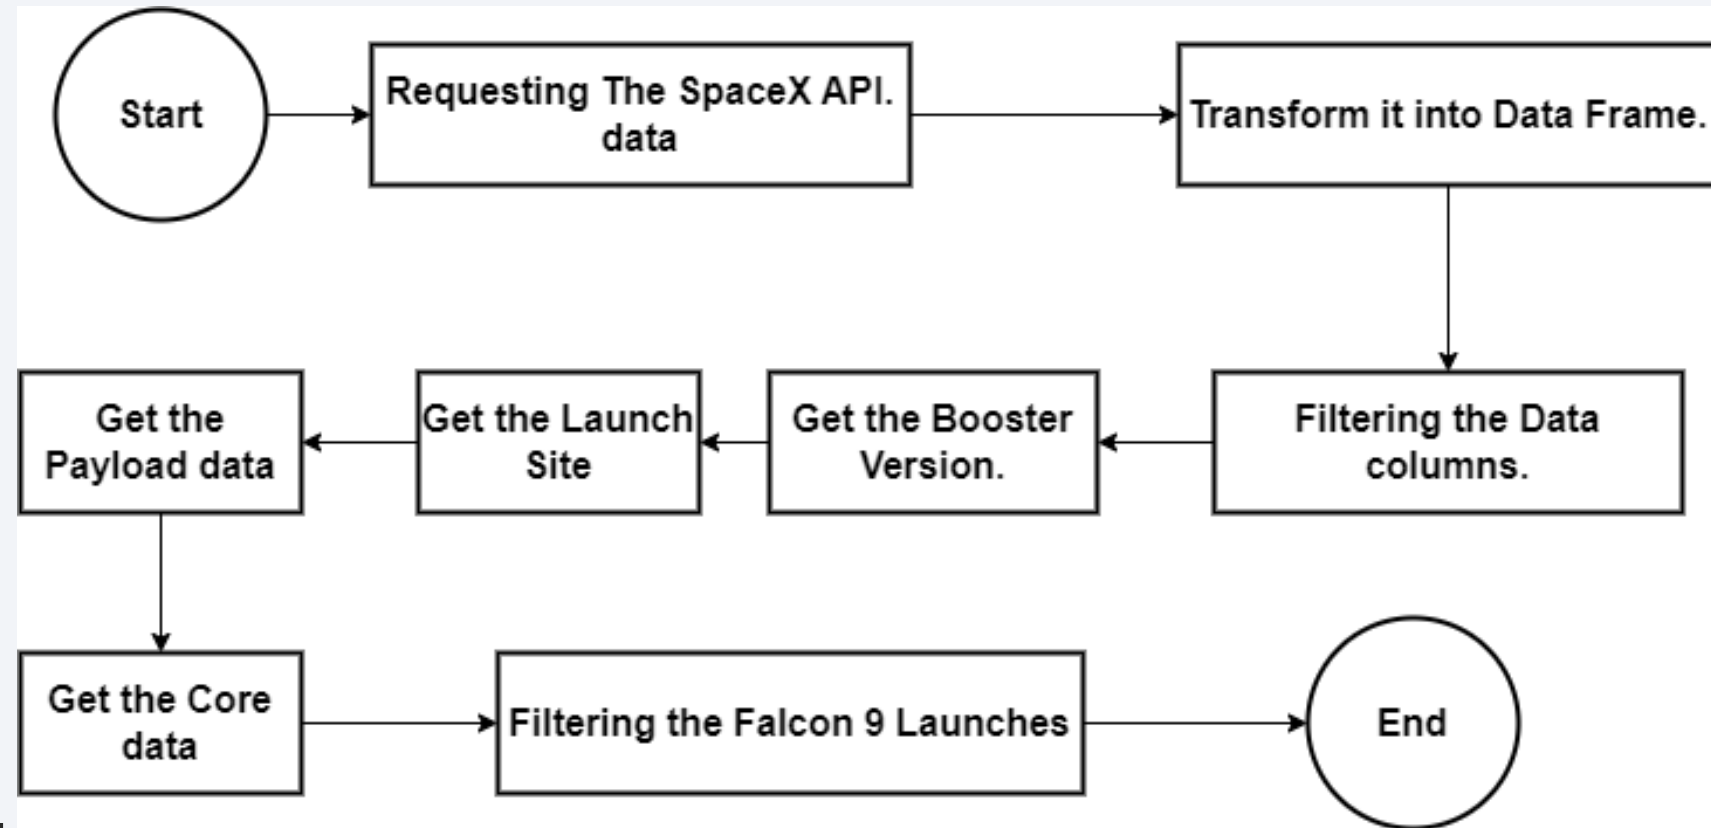 Start
Requesting The SpaceX API.
data
Transform it into Data Frame.
Filtering the Data
columns.
Get the Booster
Version.
Get the Launch
Site
Get the
Payload data
Get the Core
data
Filtering the Falcon 9 Launches
End